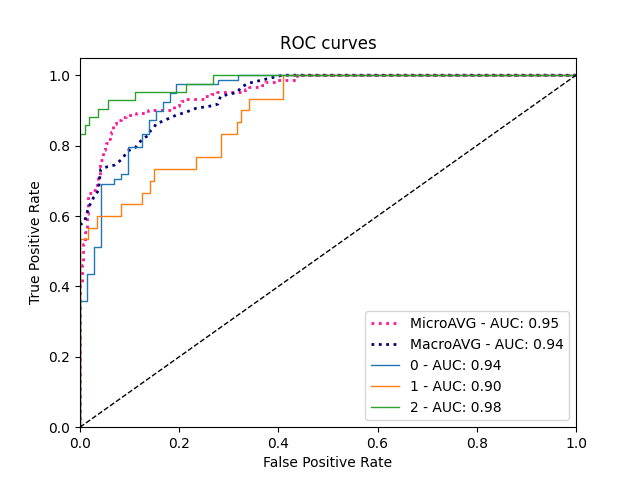 ROC curves
True Positive Rate
1.0
0.8
0.6
0.4
0.2
0.0
0.0 0.2 0.4 0.6 0.8 1.0
False Positive Rate
MicroAVG - AUC: 0.95
MacroAVG - AUC: 0.94
0 - AUC: 0.94
1 - AUC: 0.90
2 - AUC: 0.98